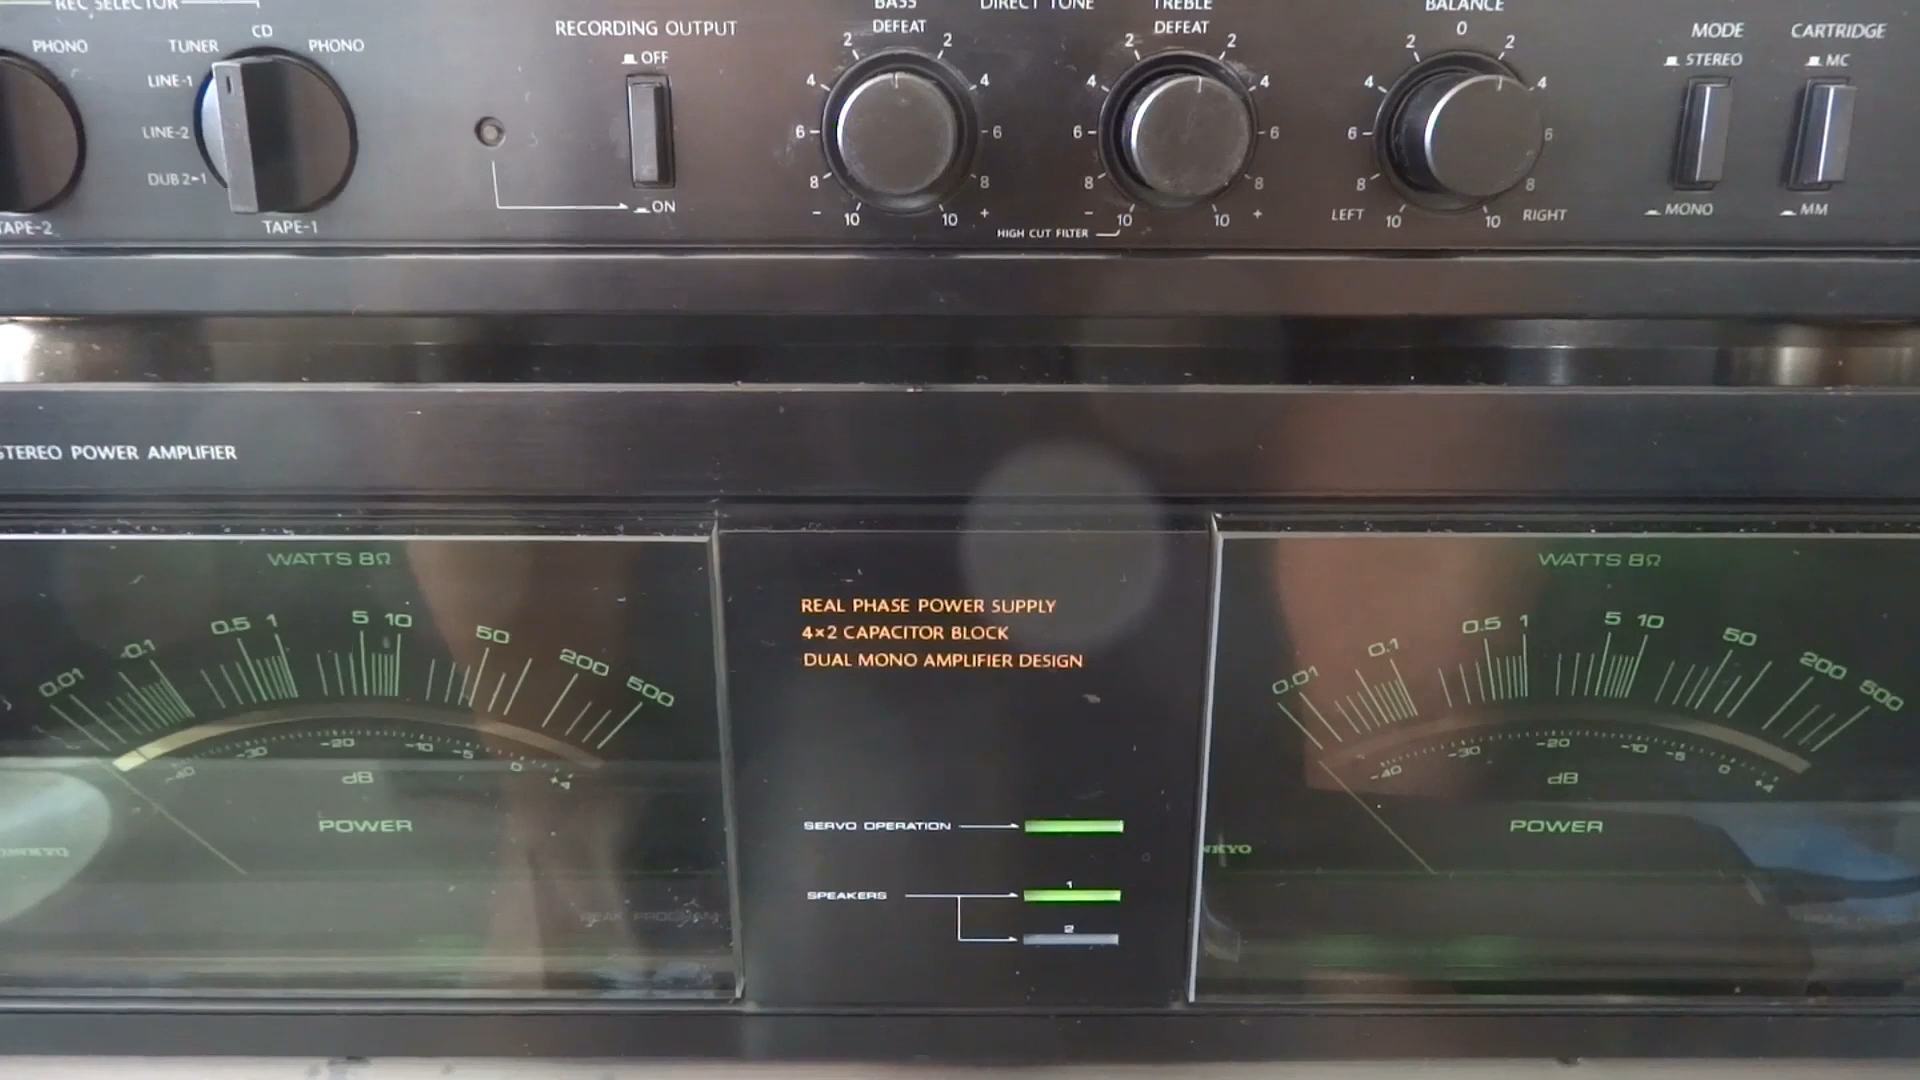 REC SELECTOR
BASS
DIRECT TONE
TREBLE
BALANCE
PHONO
TUNER
CD
PHONO
RECORDING OUTPUT
DEFEAT
DEFEAT
0
MODE
CARTRIDGE
OFF
2 2
2 2
2 2
STEREO
MC
LINE-1
4 4
4 4
4 4
LINE-2
6 6
6 6
6 6
DUB 2▸1
8 8
8 8
8 8
ON
MONO
MM
− 10 10 +
− 10 10 +
LEFT 10 10 RIGHT
TAPE-2
TAPE-1
HIGH CUT FILTER
STEREO POWER AMPLIFIER
WATTS 8Ω
0.01 0.1 0.5 1 5 10 50 200 500
-40 -30 -20 -10 -5 0 +4
dB
POWER
ONKYO
PEAK PROGRAM
REAL PHASE POWER SUPPLY
4×2 CAPACITOR BLOCK
DUAL MONO AMPLIFIER DESIGN
SERVO OPERATION
SPEAKERS
1
2
WATTS 8Ω
0.01 0.1 0.5 1 5 10 50 200 500
-40 -30 -20 -10 -5 0 +4
dB
POWER
NKYO